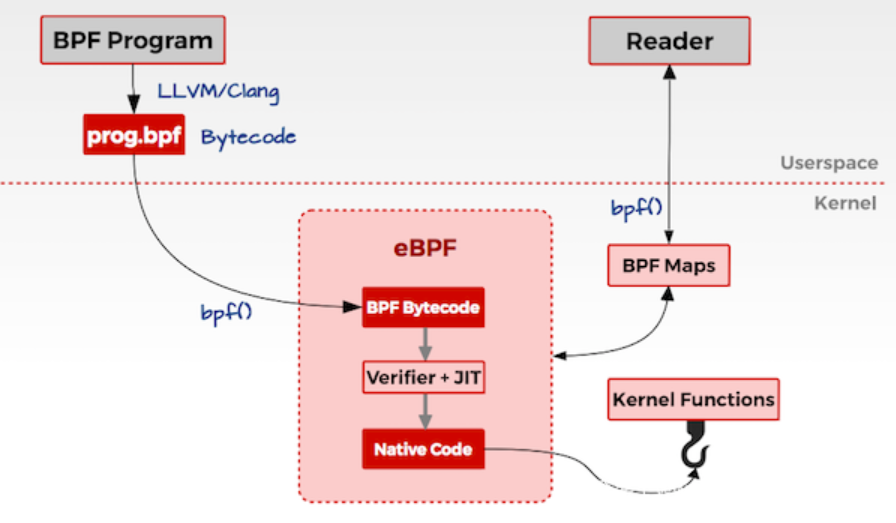 BPF Program
Reader
LLVM/Clang
prog.bpf
Bytecode
Userspace
Kernel
bpf()
eBPF
BPF Maps
BPF Bytecode
bpf()
Verifier + JIT
Kernel Functions
Native Code